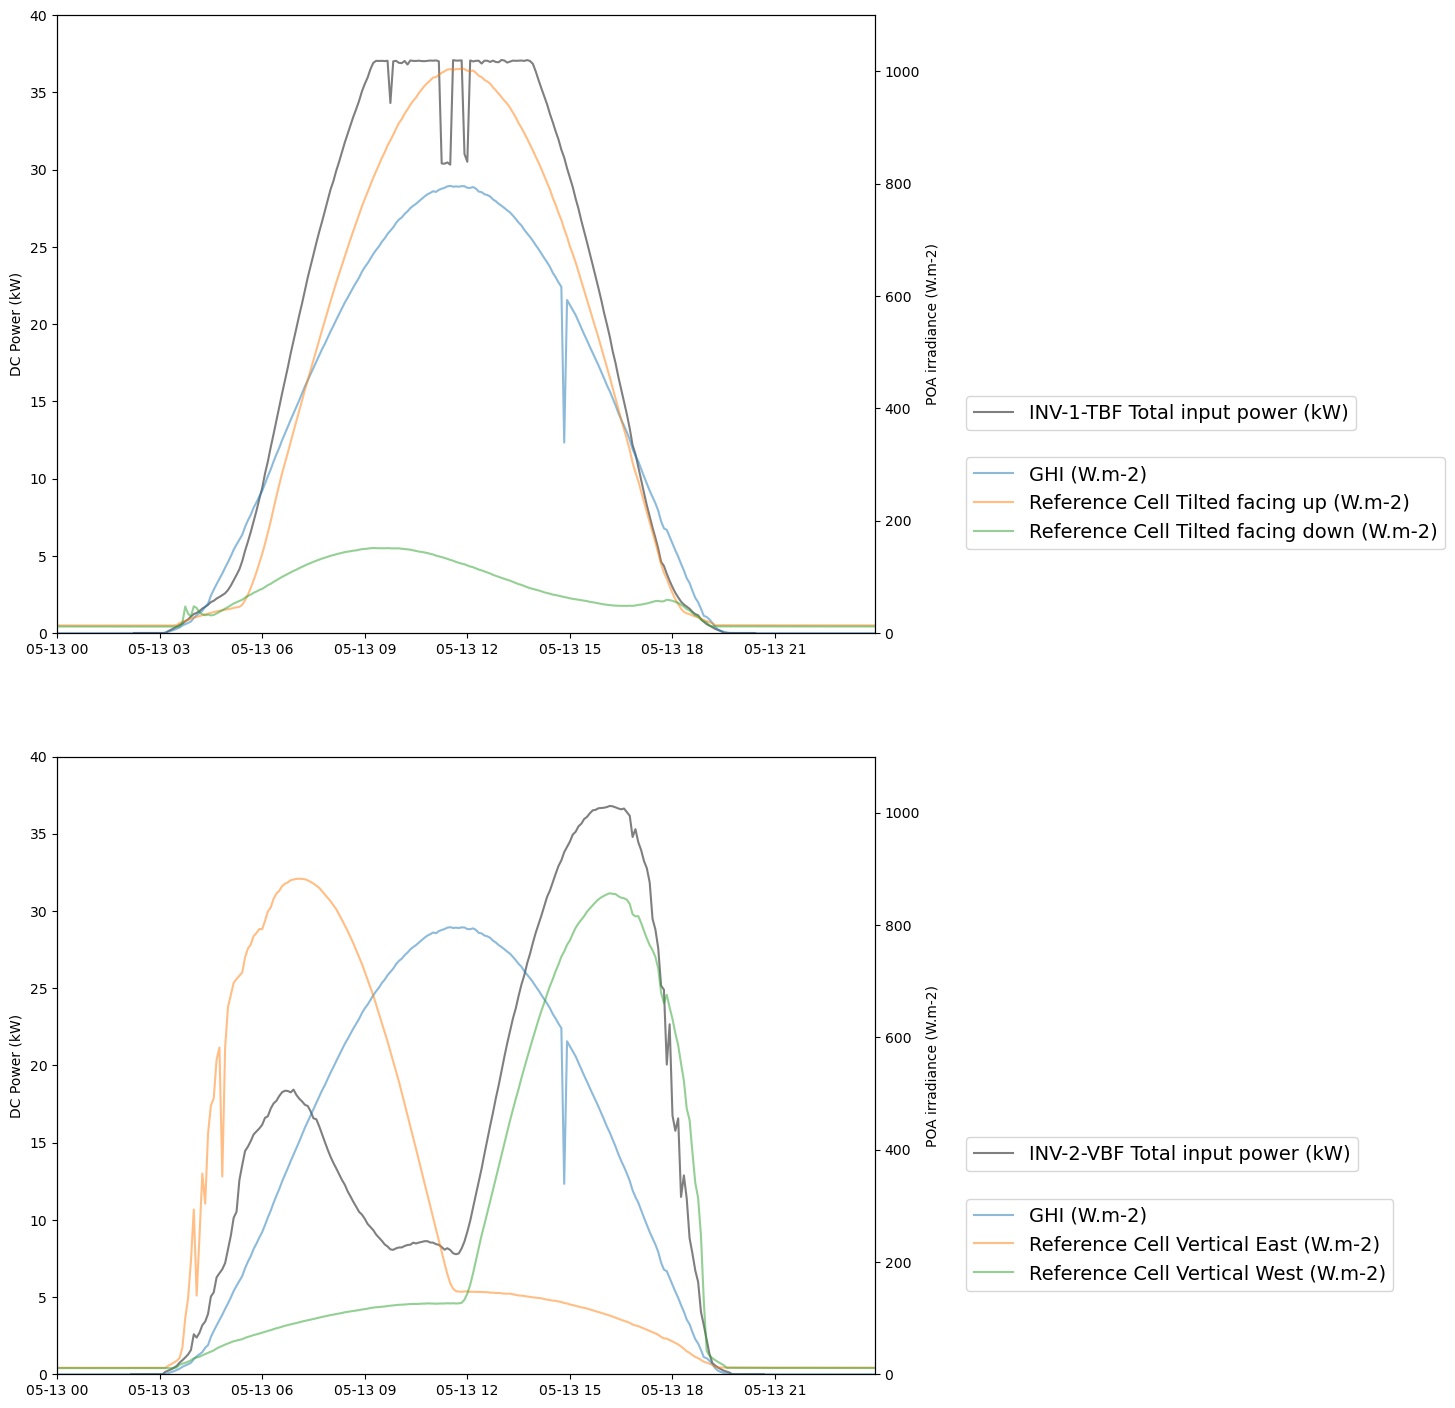 40
35
30
25
20
15
10
5
0
DC Power (kW)
1000
800
600
400
200
0
POA irradiance (W.m-2)
05-13 00 05-13 03 05-13 06 05-13 09 05-13 12 05-13 15 05-13 18 05-13 21
INV-1-TBF Total input power (kW)
GHI (W.m-2)
Reference Cell Tilted facing up (W.m-2)
Reference Cell Tilted facing down (W.m-2)
40
35
30
25
20
15
10
5
0
DC Power (kW)
1000
800
600
400
200
0
POA irradiance (W.m-2)
05-13 00 05-13 03 05-13 06 05-13 09 05-13 12 05-13 15 05-13 18 05-13 21
INV-2-VBF Total input power (kW)
GHI (W.m-2)
Reference Cell Vertical East (W.m-2)
Reference Cell Vertical West (W.m-2)